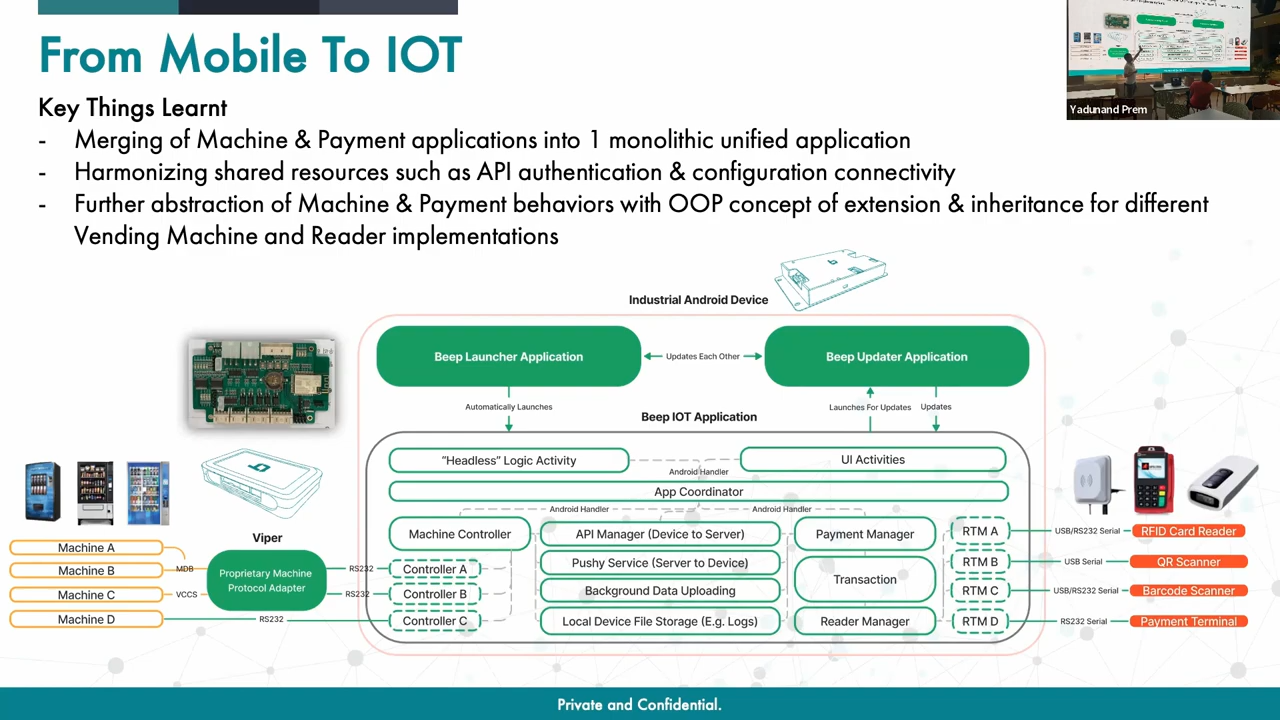 From Mobile To IOT
Key Things Learnt
- Merging of Machine & Payment applications into 1 monolithic unified application
- Harmonizing shared resources such as API authentication & configuration connectivity
- Further abstraction of Machine & Payment behaviors with OOP concept of extension & inheritance for different
Vending Machine and Reader implementations
Yadunand Prem
Industrial Android Device
Beep Launcher Application
Updates Each Other
Beep Updater Application
Automatically Launches
Beep IOT Application
Launches For Updates
Updates
"Headless" Logic Activity
Android Handler
UI Activities
App Coordinator
Android Handler
Android Handler
Machine Controller
Controller A
Controller B
Controller C
API Manager (Device to Server)
Pushy Service (Server to Device)
Background Data Uploading
Local Device File Storage (E.g. Logs)
Payment Manager
Transaction
Reader Manager
RTM A
RTM B
RTM C
RTM D
USB/RS232 Serial
USB Serial
USB/RS232 Serial
RS232 Serial
RFID Card Reader
QR Scanner
Barcode Scanner
Payment Terminal
Machine A
Machine B
Machine C
Machine D
MDB
VCCS
Viper
Proprietary Machine
Protocol Adapter
RS232
RS232
RS232
Private and Confidential.